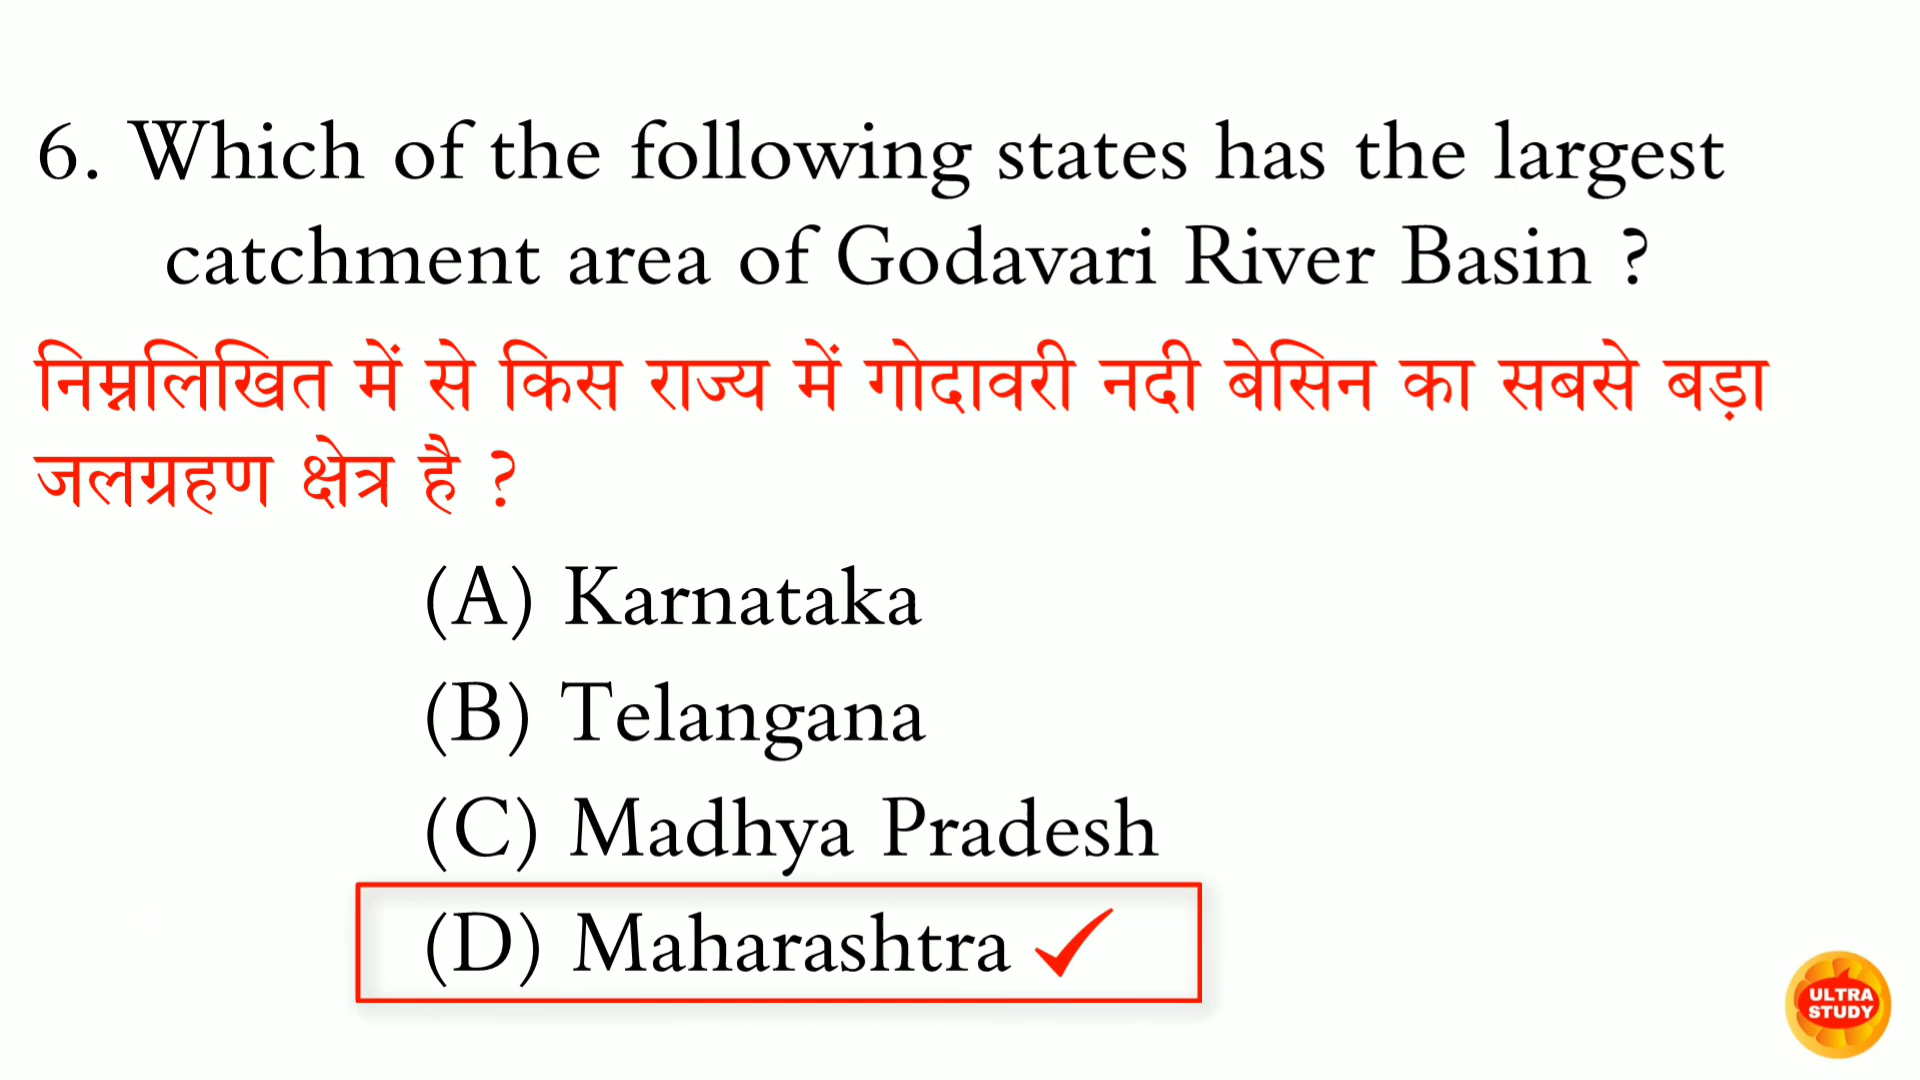 6. Which of the following states has the largest
catchment area of Godavari River Basin ?
निम्नलिखित में से किस राज्य में गोदावरी नदी बेसिन का सबसे बड़ा
जलग्रहण क्षेत्र है ?
(A) Karnataka
(B) Telangana
(C) Madhya Pradesh
(D) Maharashtra
ULTRA
STUDY